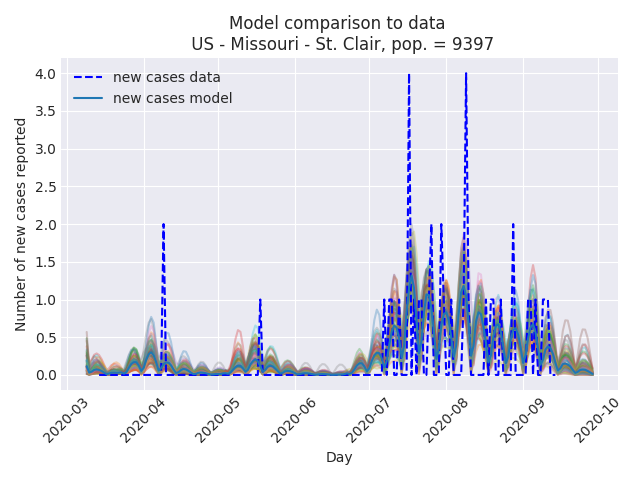 Model comparison to data
US - Missouri - St. Clair, pop. = 9397
new cases data
new cases model
Number of new cases reported
4.0
3.5
3.0
2.5
2.0
1.5
1.0
0.5
0.0
2020-03
2020-04
2020-05
2020-06
2020-07
2020-08
2020-09
2020-10
Day